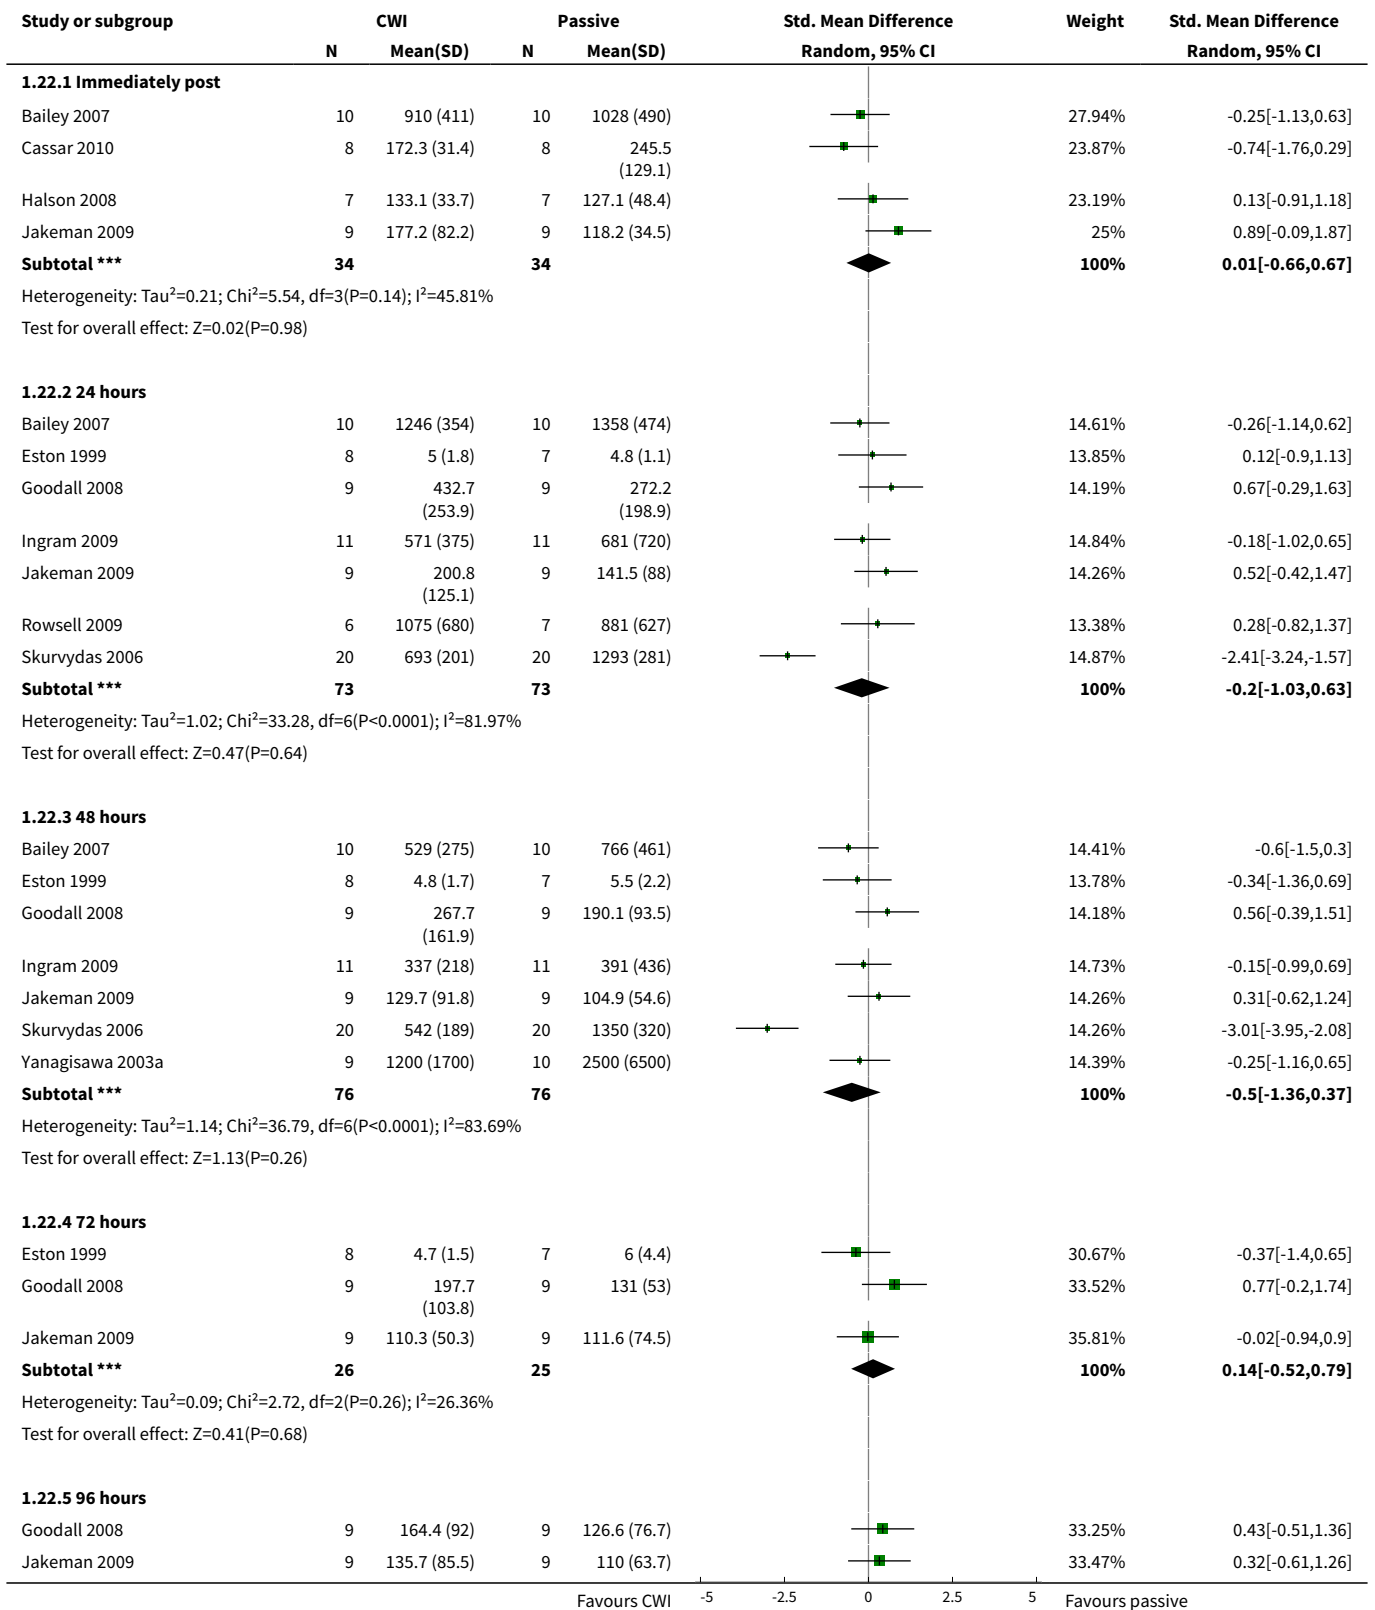 Study or subgroup CWI Passive Std. Mean Difference Weight Std. Mean Difference
N Mean(SD) N Mean(SD) Random, 95% CI Random, 95% CI
1.22.1 Immediately post
Bailey 2007 10 910 (411) 10 1028 (490) 27.94% -0.25[-1.13,0.63]
Cassar 2010 8 172.3 (31.4) 8 245.5 23.87% -0.74[-1.76,0.29]
(129.1)
Halson 2008 7 133.1 (33.7) 7 127.1 (48.4) 23.19% 0.13[-0.91,1.18]
Jakeman 2009 9 177.2 (82.2) 9 118.2 (34.5) 25% 0.89[-0.09,1.87]
Subtotal *** 34 34 100% 0.01[-0.66,0.67]
Heterogeneity: Tau²=0.21; Chi²=5.54, df=3(P=0.14); I²=45.81%
Test for overall effect: Z=0.02(P=0.98)
1.22.2 24 hours
Bailey 2007 10 1246 (354) 10 1358 (474) 14.61% -0.26[-1.14,0.62]
Eston 1999 8 5 (1.8) 7 4.8 (1.1) 13.85% 0.12[-0.9,1.13]
Goodall 2008 9 432.7 9 272.2 14.19% 0.67[-0.29,1.63]
(253.9) (198.9)
Ingram 2009 11 571 (375) 11 681 (720) 14.84% -0.18[-1.02,0.65]
Jakeman 2009 9 200.8 9 141.5 (88) 14.26% 0.52[-0.42,1.47]
(125.1)
Rowsell 2009 6 1075 (680) 7 881 (627) 13.38% 0.28[-0.82,1.37]
Skurvydas 2006 20 693 (201) 20 1293 (281) 14.87% -2.41[-3.24,-1.57]
Subtotal *** 73 73 100% -0.2[-1.03,0.63]
Heterogeneity: Tau²=1.02; Chi²=33.28, df=6(P<0.0001); I²=81.97%
Test for overall effect: Z=0.47(P=0.64)
1.22.3 48 hours
Bailey 2007 10 529 (275) 10 766 (461) 14.41% -0.6[-1.5,0.3]
Eston 1999 8 4.8 (1.7) 7 5.5 (2.2) 13.78% -0.34[-1.36,0.69]
Goodall 2008 9 267.7 9 190.1 (93.5) 14.18% 0.56[-0.39,1.51]
(161.9)
Ingram 2009 11 337 (218) 11 391 (436) 14.73% -0.15[-0.99,0.69]
Jakeman 2009 9 129.7 (91.8) 9 104.9 (54.6) 14.26% 0.31[-0.62,1.24]
Skurvydas 2006 20 542 (189) 20 1350 (320) 14.26% -3.01[-3.95,-2.08]
Yanagisawa 2003a 9 1200 (1700) 10 2500 (6500) 14.39% -0.25[-1.16,0.65]
Subtotal *** 76 76 100% -0.5[-1.36,0.37]
Heterogeneity: Tau²=1.14; Chi²=36.79, df=6(P<0.0001); I²=83.69%
Test for overall effect: Z=1.13(P=0.26)
1.22.4 72 hours
Eston 1999 8 4.7 (1.5) 7 6 (4.4) 30.67% -0.37[-1.4,0.65]
Goodall 2008 9 197.7 9 131 (53) 33.52% 0.77[-0.2,1.74]
(103.8)
Jakeman 2009 9 110.3 (50.3) 9 111.6 (74.5) 35.81% -0.02[-0.94,0.9]
Subtotal *** 26 25 100% 0.14[-0.52,0.79]
Heterogeneity: Tau²=0.09; Chi²=2.72, df=2(P=0.26); I²=26.36%
Test for overall effect: Z=0.41(P=0.68)
1.22.5 96 hours
Goodall 2008 9 164.4 (92) 9 126.6 (76.7) 33.25% 0.43[-0.51,1.36]
Jakeman 2009 9 135.7 (85.5) 9 110 (63.7) 33.47% 0.32[-0.61,1.26]
Favours CWI -5 -2.5 0 2.5 5 Favours passive